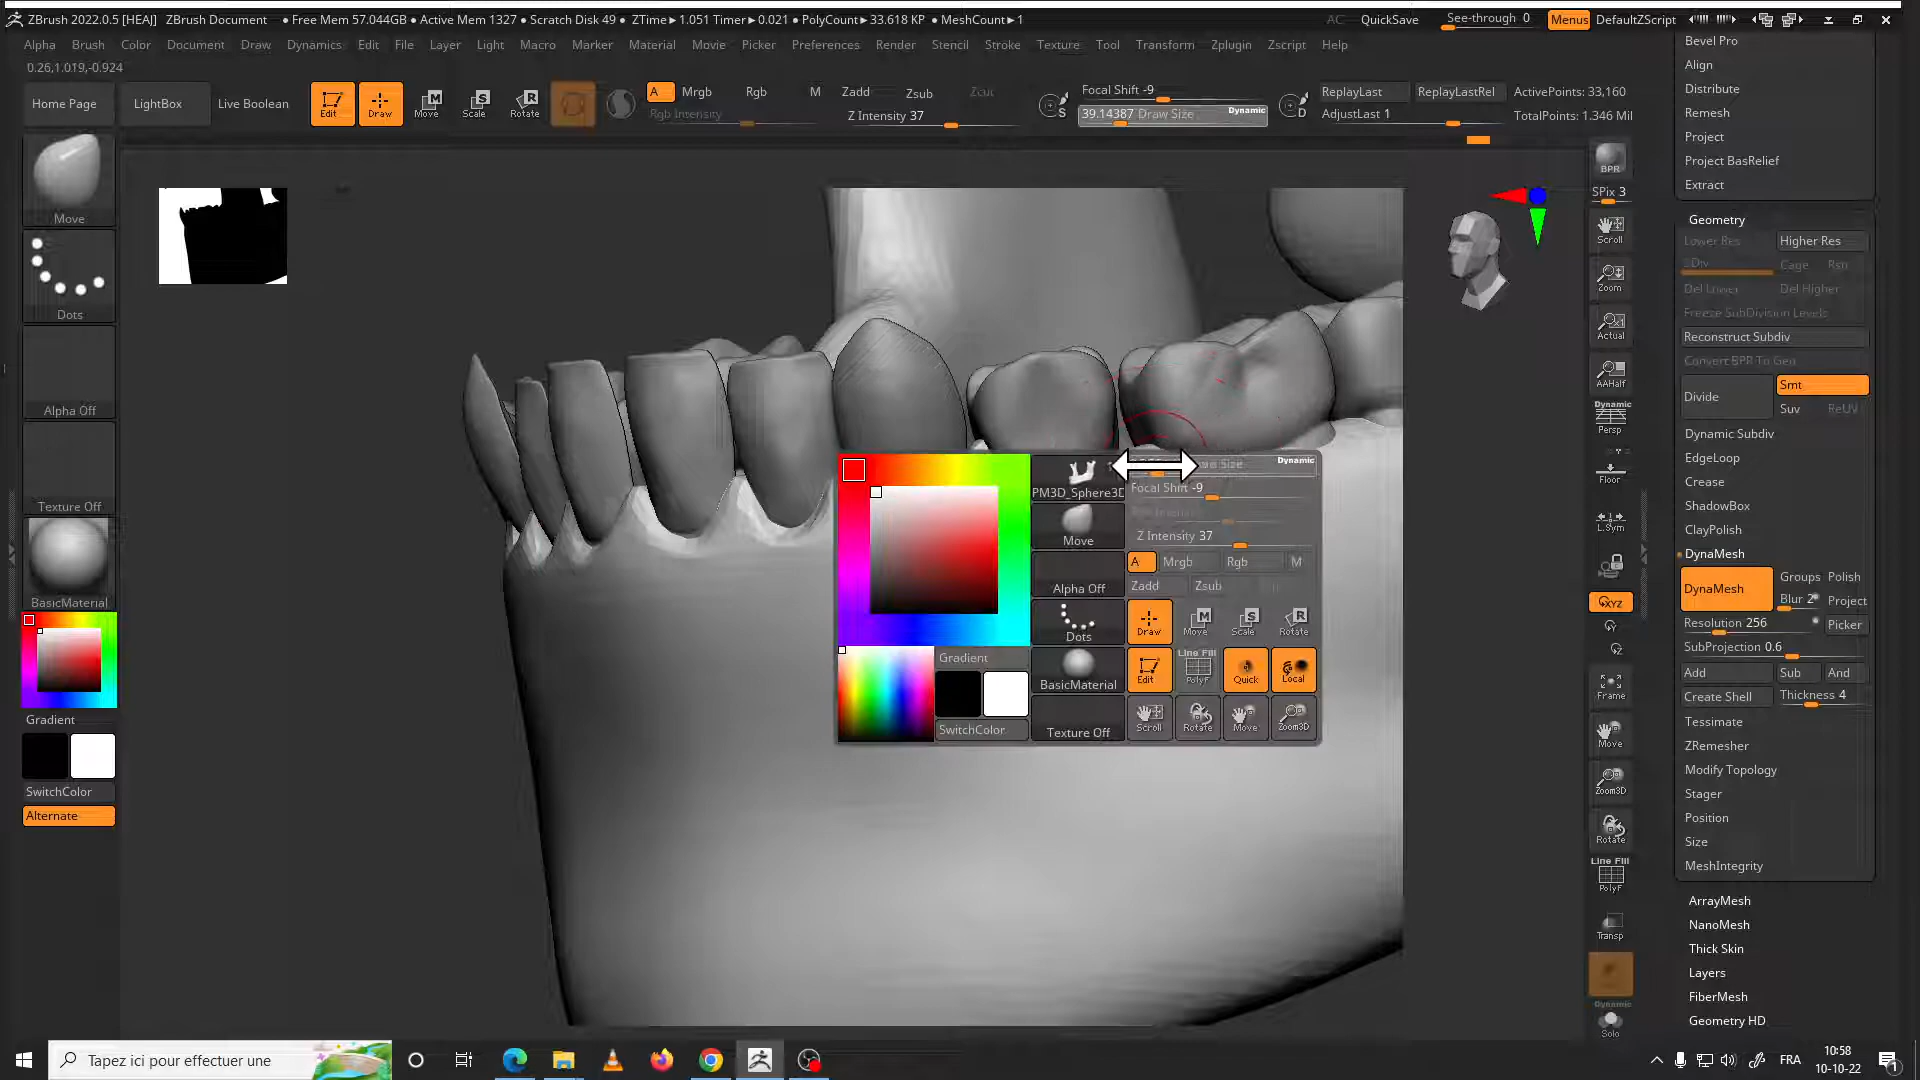 ZBrush 2022.0.5 [HEAJ] ZBrush Document ● Free Mem 57.044GB ● Active Mem 1327 ● Scratch Disk 49 ● ZTime►1.051 Timer►0.021 ● PolyCount►33.618 KP ● MeshCount►1 AC QuickSave See-through 0 Menus DefaultZScript
Alpha Brush Color Document Draw Dynamics Edit File Layer Light Macro Marker Material Movie Picker Preferences Render Stencil Stroke Texture Tool Transform Zplugin Zscript Help
0.26,1.019,-0.924
Home Page LightBox Live Boolean
Edit Draw Move Scale Rotate
A Mrgb Rgb M Zadd Zsub Zcut
Rgb Intensity Z Intensity 37
Focal Shift -9
39.14387 Draw Size Dynamic
ReplayLast ReplayLastRel ActivePoints: 33,160
AdjustLast 1 TotalPoints: 1.346 Mil
Move
Dots
Alpha Off
Texture Off
BasicMaterial
Gradient
SwitchColor
Alternate
PM3D_Sphere3D
Move
Alpha Off
Dots
BasicMaterial
Texture Off
Gradient
SwitchColor
Dynamic
Focal Shift -9
Z Intensity 37
A Mrgb Rgb M
Zadd Zsub
Draw Move Scale Rotate
Edit Line Fill PolyF Quick Local
Scroll Rotate Move Zoom3D
BPR
SPix 3
Scroll
Zoom
Actual
AAHalf
Dynamic
Persp
Floor
L.Sym
XYZ
Y
Z
Frame
Move
Zoom3D
Rotate
Line Fill
PolyF
Transp
Dynamic
Solo
Bevel Pro
Align
Distribute
Remesh
Project
Project BasRelief
Extract
Geometry
Lower Res Higher Res
SDiv Cage Rstr
Del Lower Del Higher
Freeze SubDivision Levels
Reconstruct Subdiv
Convert BPR To Geo
Divide Smt
Suv ReUV
Dynamic Subdiv
EdgeLoop
Crease
ShadowBox
ClayPolish
DynaMesh
DynaMesh Groups Polish
Blur 2 Project
Resolution 256 Picker
SubProjection 0.6
Add Sub And
Create Shell Thickness 4
Tessimate
ZRemesher
Modify Topology
Stager
Position
Size
MeshIntegrity
ArrayMesh
NanoMesh
Thick Skin
Layers
FiberMesh
Geometry HD
Tapez ici pour effectuer une
FRA
10:58
10-10-22
1